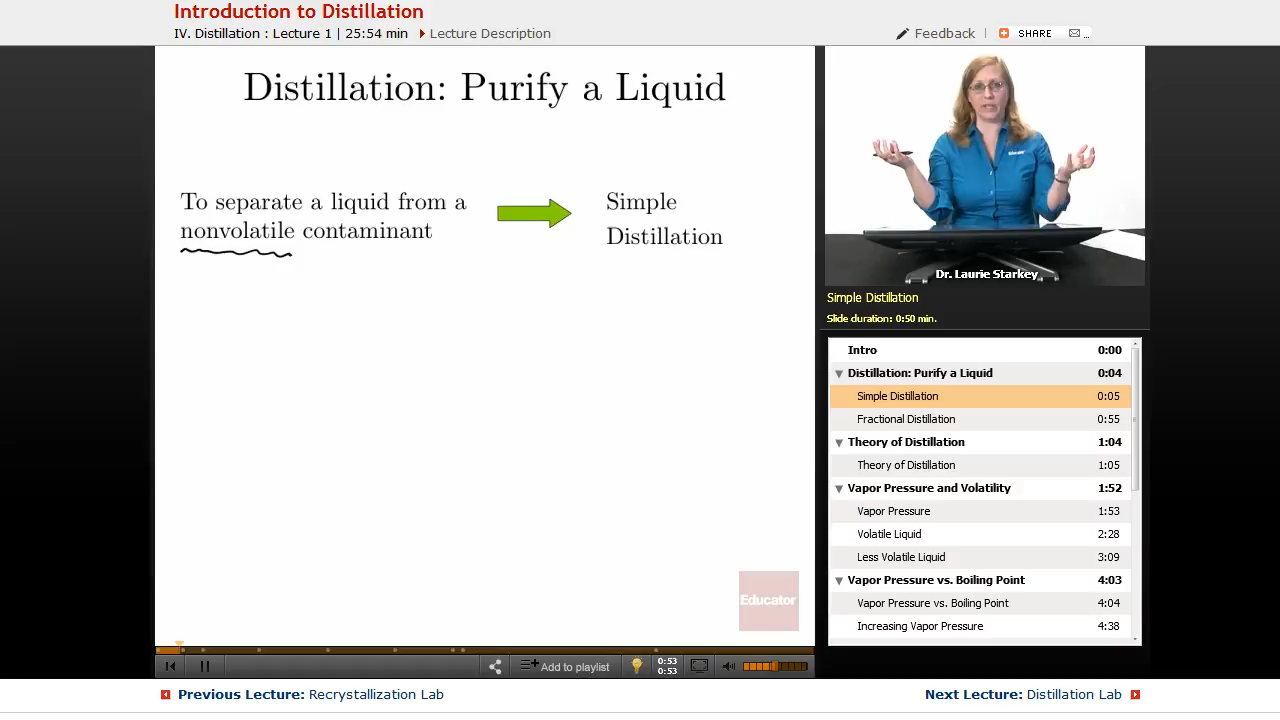 Introduction to Distillation
IV. Distillation : Lecture 1 | 25:54 min
Lecture Description
Feedback
SHARE
Distillation: Purify a Liquid
To separate a liquid from a
nonvolatile contaminant
Simple
Distillation
Educator
Dr. Laurie Starkey
Simple Distillation
Slide duration: 0:50 min.
Intro 0:00
Distillation: Purify a Liquid 0:04
Simple Distillation 0:05
Fractional Distillation 0:55
Theory of Distillation 1:04
Theory of Distillation 1:05
Vapor Pressure and Volatility 1:52
Vapor Pressure 1:53
Volatile Liquid 2:28
Less Volatile Liquid 3:09
Vapor Pressure vs. Boiling Point 4:03
Vapor Pressure vs. Boiling Point 4:04
Increasing Vapor Pressure 4:38
Add to playlist
0:53
0:53
Previous Lecture: Recrystallization Lab
Next Lecture: Distillation Lab